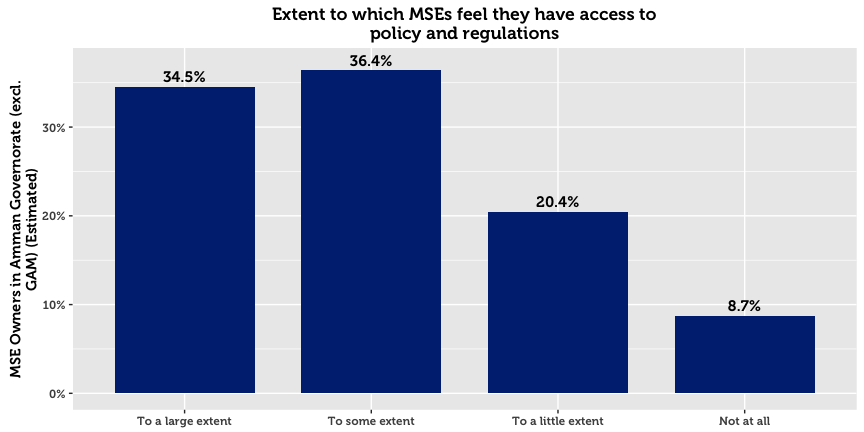 Extent to which MSEs feel they have access to
policy and regulations
MSE Owners in Amman Governorate (excl.
GAM) (Estimated)
30%
20%
10%
0%
34.5%
36.4%
20.4%
8.7%
To a large extent
To some extent
To a little extent
Not at all